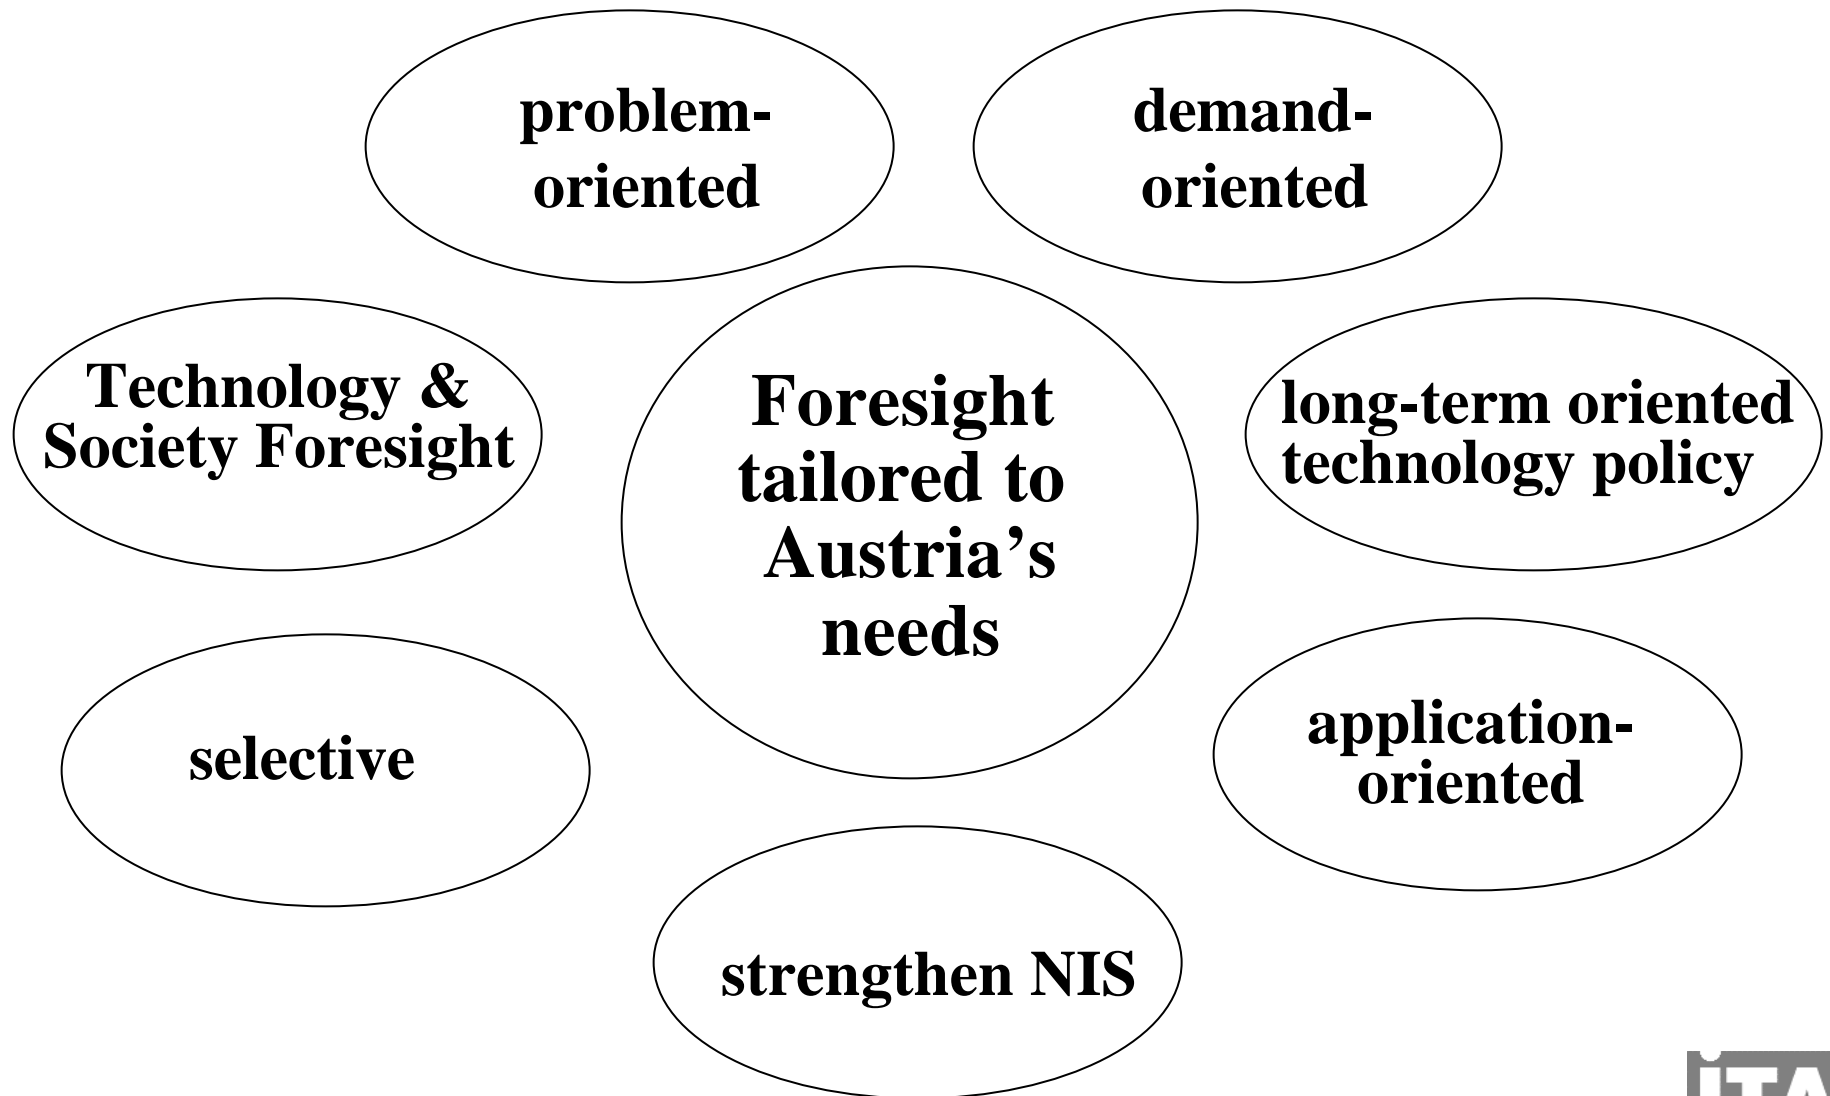 problem-
oriented
demand-
oriented
Technology &
Society Foresight
Foresight
tailored to
Austria’s
needs
long-term oriented
technology policy
selective
application-
oriented
strengthen NIS
iTA